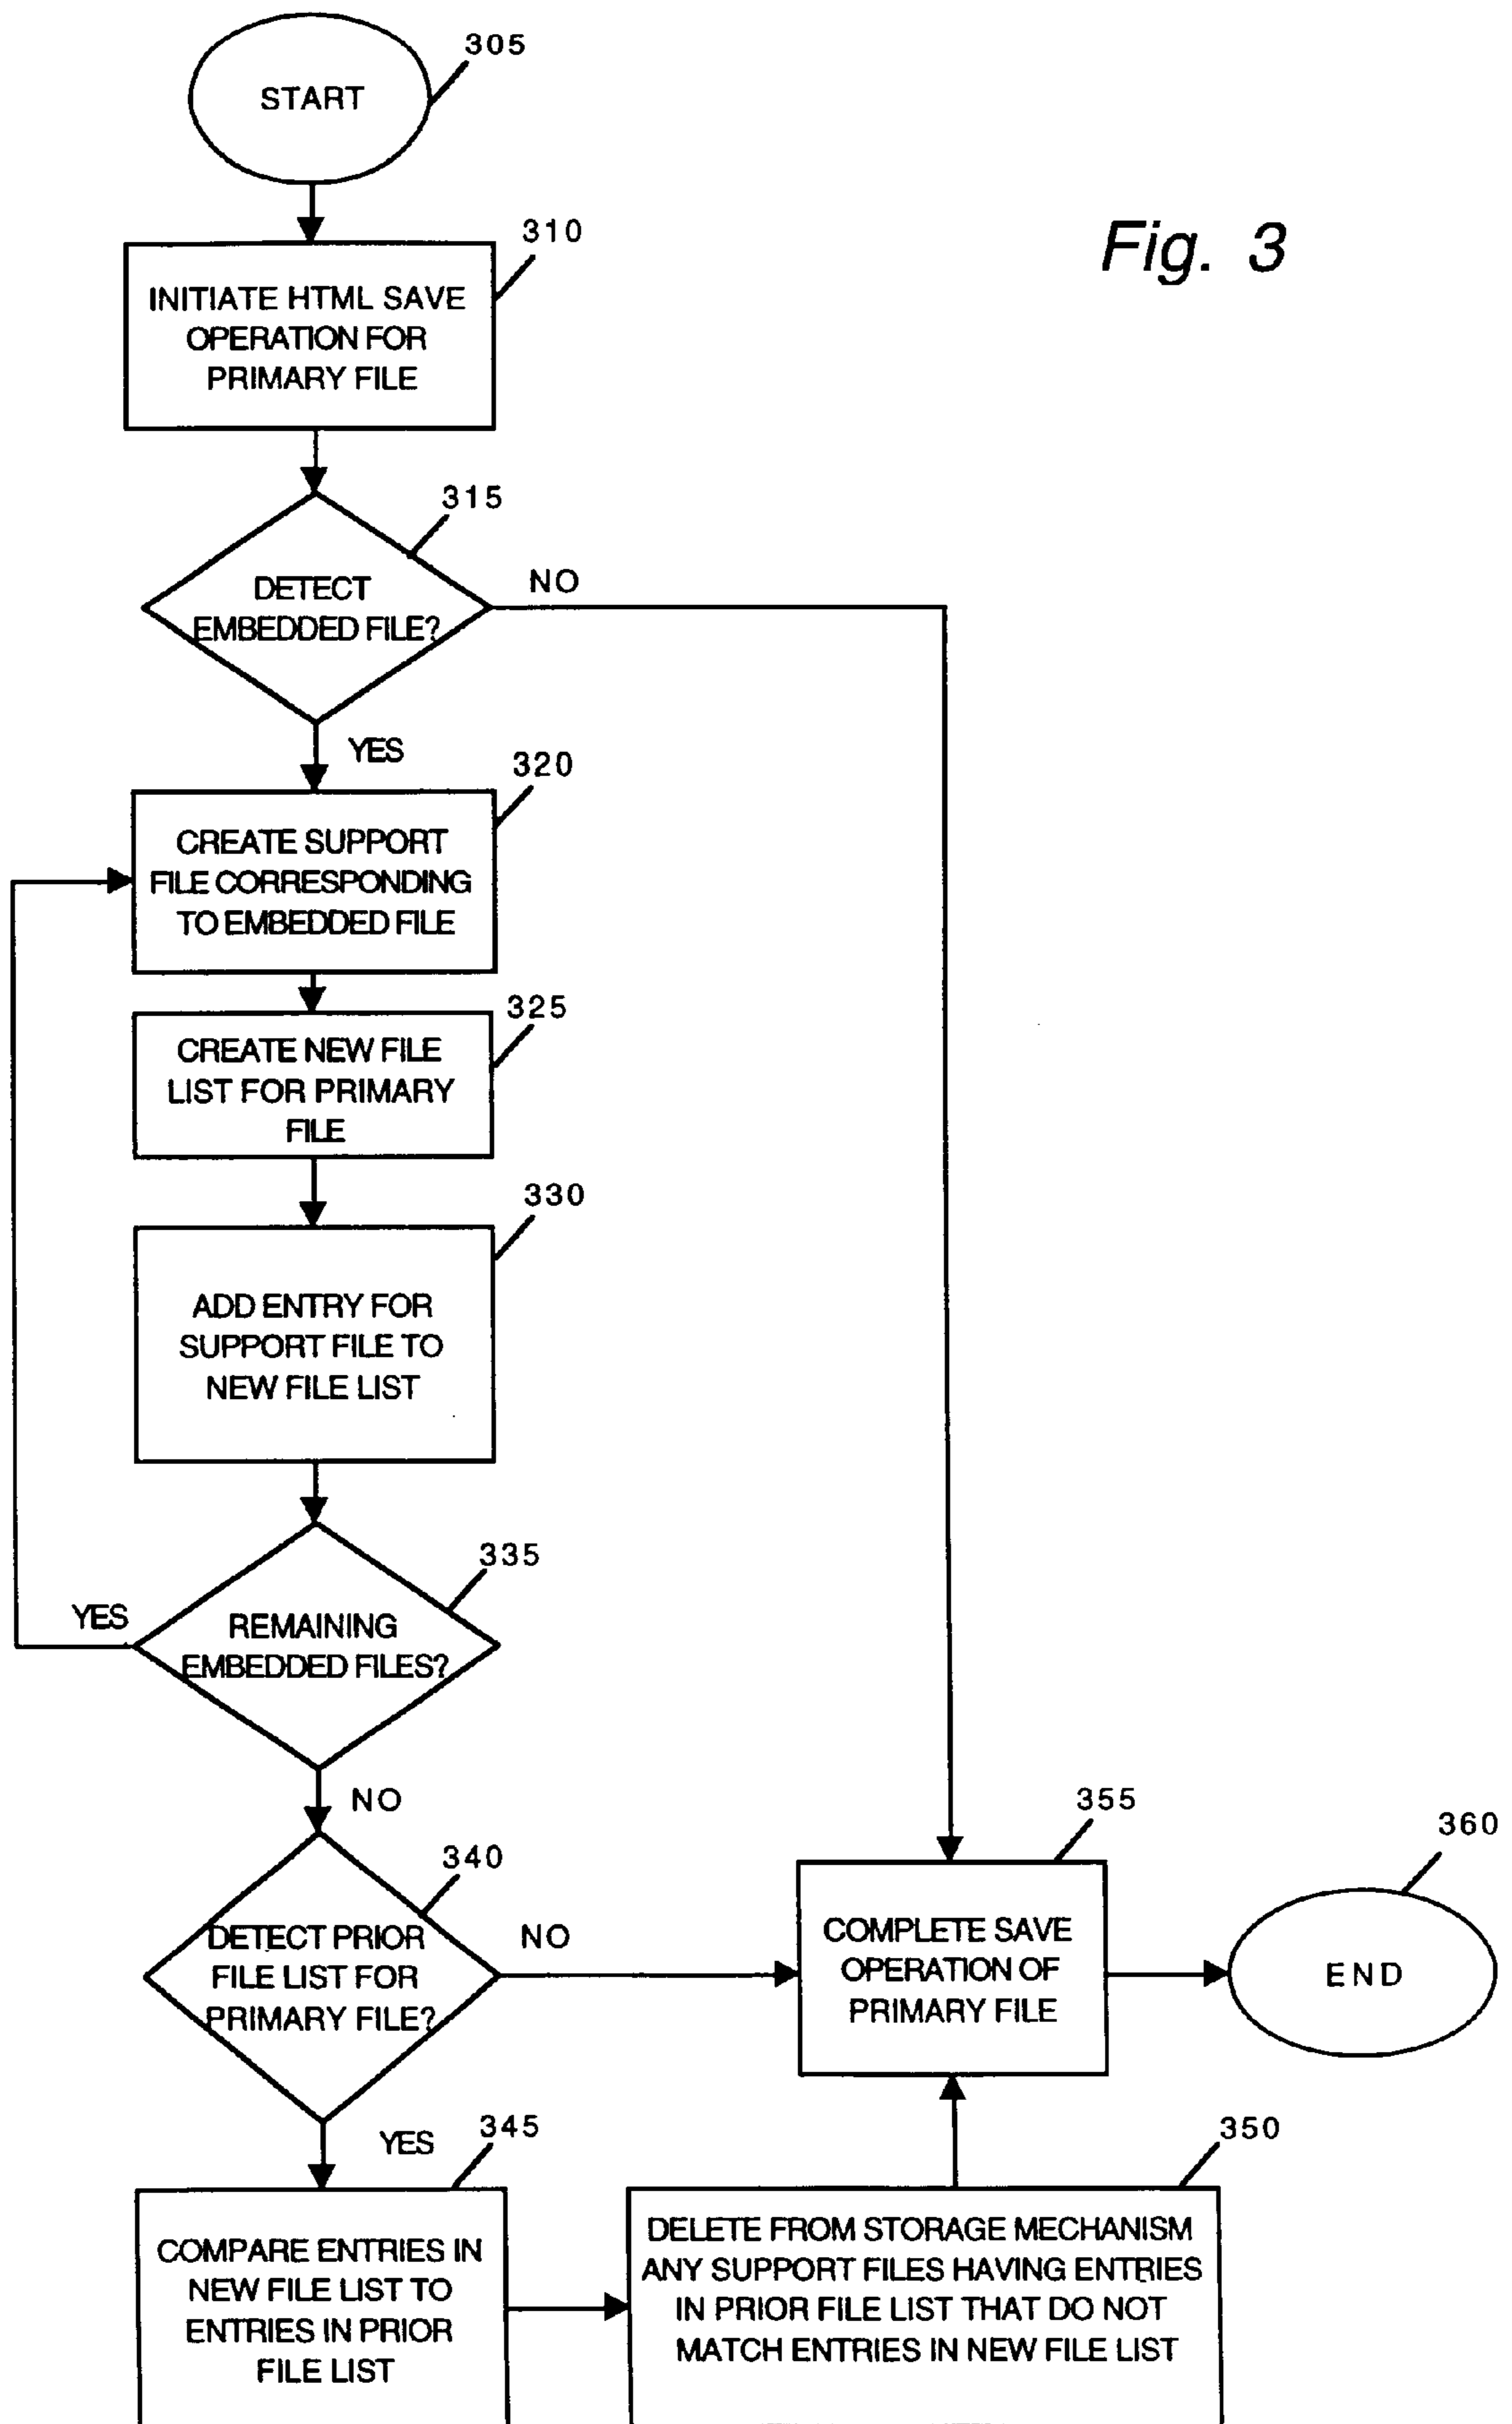 305
START
Fig. 3
310
INITIATE HTML SAVE
OPERATION FOR
PRIMARY FILE
315
DETECT
EMBEDDED FILE?
NO
YES
320
CREATE SUPPORT
FILE CORRESPONDING
TO EMBEDDED FILE
325
CREATE NEW FILE
LIST FOR PRIMARY
FILE
330
ADD ENTRY FOR
SUPPORT FILE TO
NEW FILE LIST
335
YES
REMAINING
EMBEDDED FILES?
NO
340
DETECT PRIOR
FILE LIST FOR
PRIMARY FILE?
NO
355
COMPLETE SAVE
OPERATION OF
PRIMARY FILE
360
END
YES
345
COMPARE ENTRIES IN
NEW FILE LIST TO
ENTRIES IN PRIOR
FILE LIST
350
DELETE FROM STORAGE MECHANISM
ANY SUPPORT FILES HAVING ENTRIES
IN PRIOR FILE LIST THAT DO NOT
MATCH ENTRIES IN NEW FILE LIST